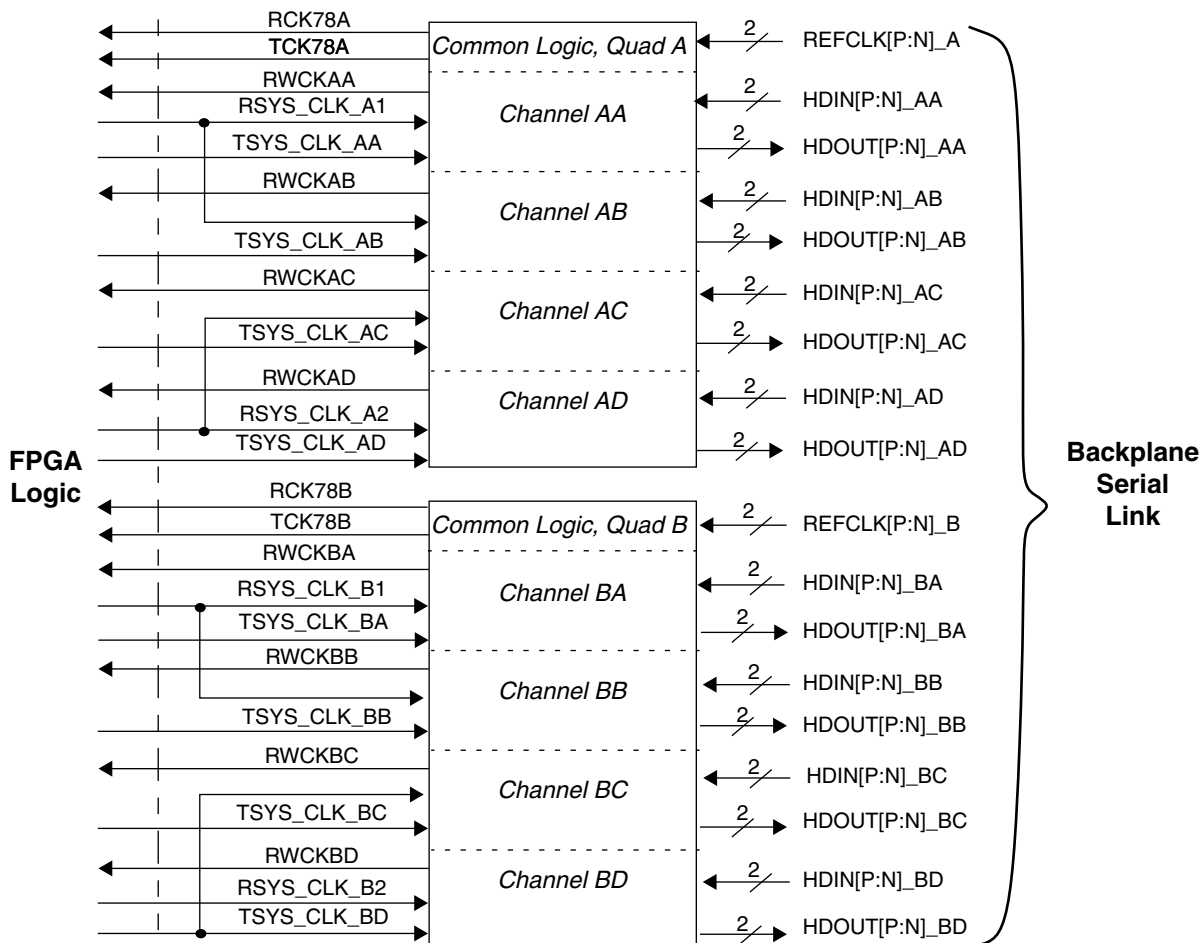 RCK78A
TCK78A
RWCKAA
RSYS_CLK_A1
TSYS_CLK_AA
RWCKAB
TSYS_CLK_AB
RWCKAC
TSYS_CLK_AC
RWCKAD
RSYS_CLK_A2
TSYS_CLK_AD
Common Logic, Quad A
Channel AA
Channel AB
Channel AC
Channel AD
2 REFCLK[P:N]_A
2 HDIN[P:N]_AA
2 HDOUT[P:N]_AA
2 HDIN[P:N]_AB
2 HDOUT[P:N]_AB
2 HDIN[P:N]_AC
2 HDOUT[P:N]_AC
2 HDIN[P:N]_AD
2 HDOUT[P:N]_AD
FPGA
Logic
Backplane
Serial
Link
RCK78B
TCK78B
RWCKBA
RSYS_CLK_B1
TSYS_CLK_BA
RWCKBB
TSYS_CLK_BB
RWCKBC
TSYS_CLK_BC
RWCKBD
RSYS_CLK_B2
TSYS_CLK_BD
Common Logic, Quad B
Channel BA
Channel BB
Channel BC
Channel BD
2 REFCLK[P:N]_B
2 HDIN[P:N]_BA
2 HDOUT[P:N]_BA
2 HDIN[P:N]_BB
2 HDOUT[P:N]_BB
2 HDIN[P:N]_BC
2 HDOUT[P:N]_BC
2 HDIN[P:N]_BD
2 HDOUT[P:N]_BD